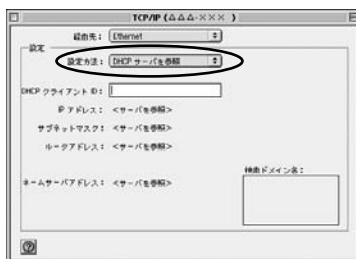 TCP/IP (△△△-××× )
経由先： Ethernet
設定
設定方法： DHCP サーバを参照
DHCP クライアント ID：
IP アドレス： <サーバを参照>
サブネットマスク： <サーバを参照>
ルータアドレス： <サーバを参照>
ネームサーバアドレス： <サーバを参照>
検索ドメイン名：
?